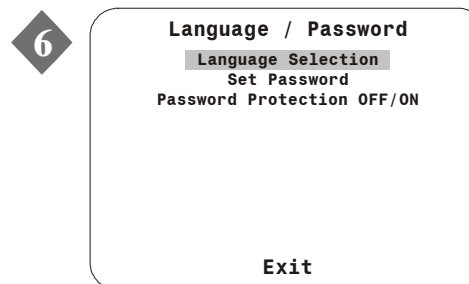 6
Language / Password
Language Selection
Set Password
Password Protection OFF/ON
Exit